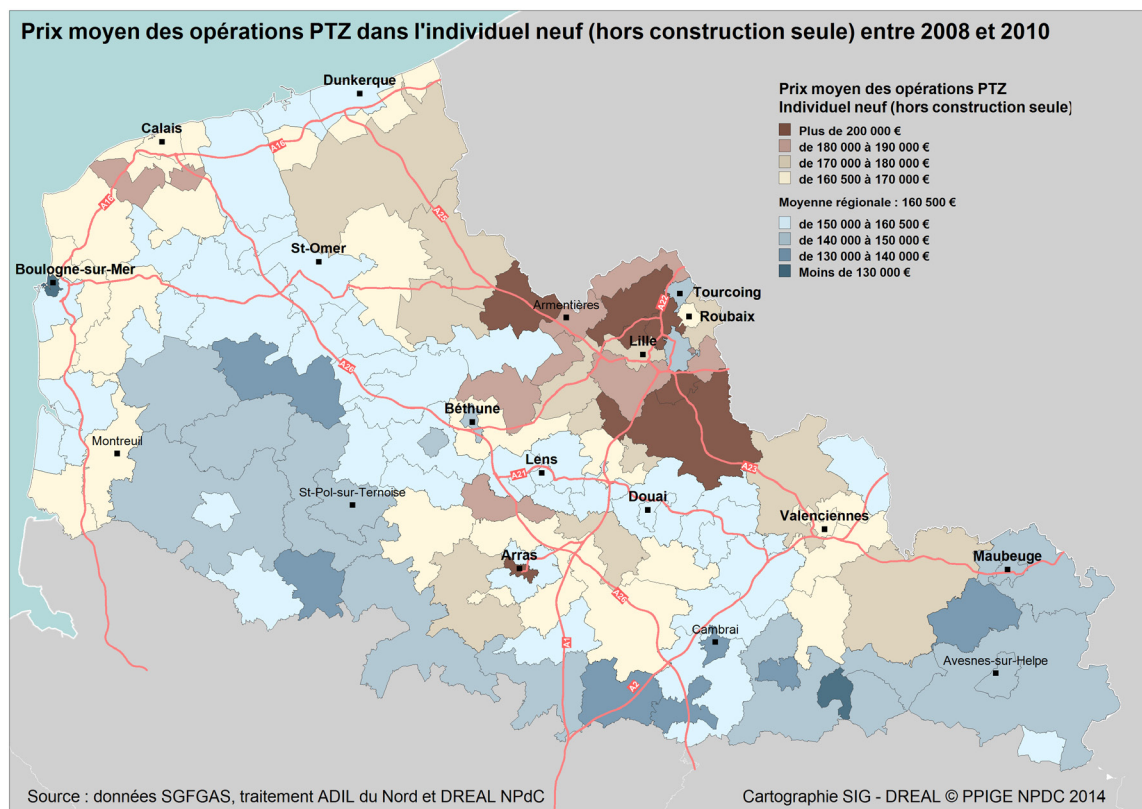 Prix moyen des opérations PTZ dans l'individuel neuf (hors construction seule) entre 2008 et 2010
Prix moyen des opérations PTZ
Individuel neuf (hors construction seule)
Plus de 200 000 €
de 180 000 à 190 000 €
de 170 000 à 180 000 €
de 160 500 à 170 000 €
Moyenne régionale : 160 500 €
de 150 000 à 160 500 €
de 140 000 à 150 000 €
de 130 000 à 140 000 €
Moins de 130 000 €
Dunkerque
Calais
A16
A16
A25
St-Omer
Boulogne-sur-Mer
Armentières
Tourcoing
A22
Roubaix
Lille
A26
Béthune
Montreuil
Lens
A21
A23
St-Pol-sur-Ternoise
Douai
Valenciennes
Arras
Maubeuge
A26
A1
Cambrai
Avesnes-sur-Helpe
A2
Source : données SGFGAS, traitement ADIL du Nord et DREAL NPdC
Cartographie SIG - DREAL © PPIGE NPDC 2014